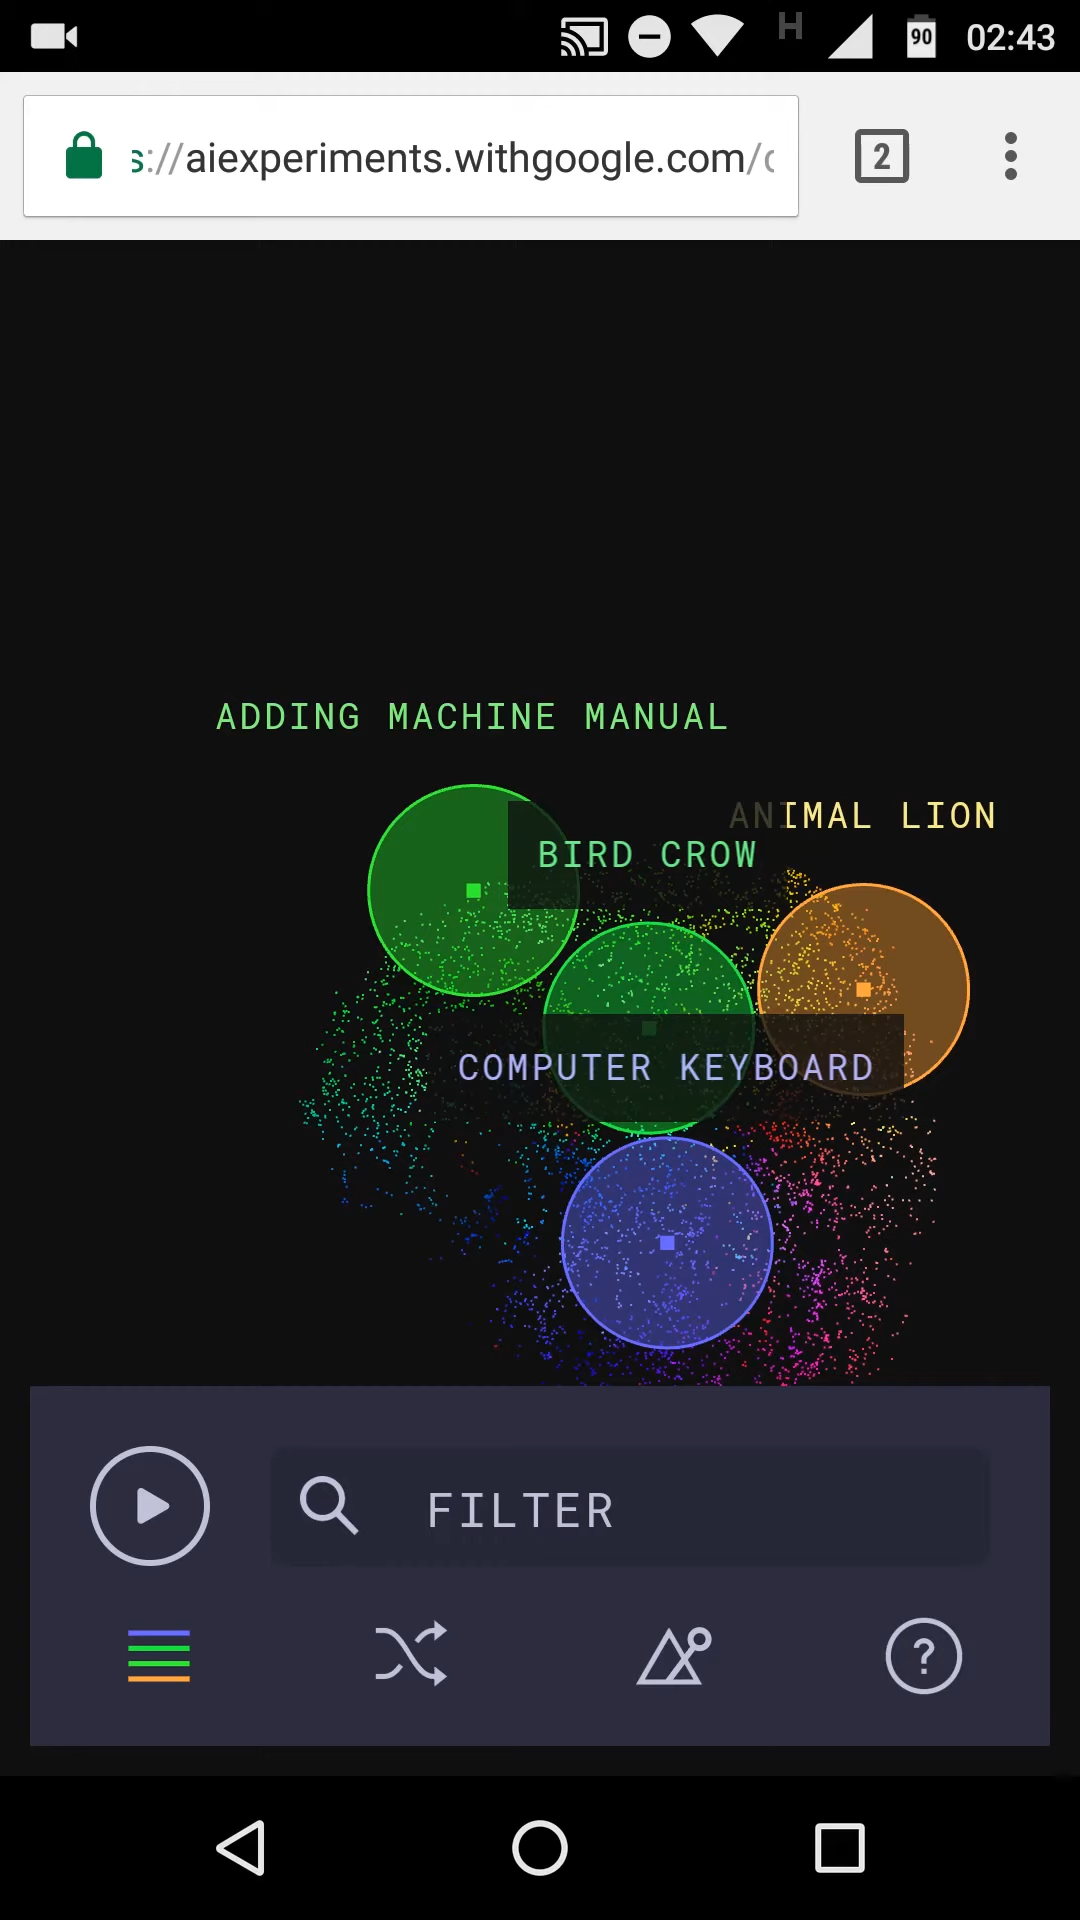 H
90
02:43
s://aiexperiments.withgoogle.com/
2
ADDING MACHINE MANUAL
ANIMAL LION
BIRD CROW
COMPUTER KEYBOARD
FILTER
?